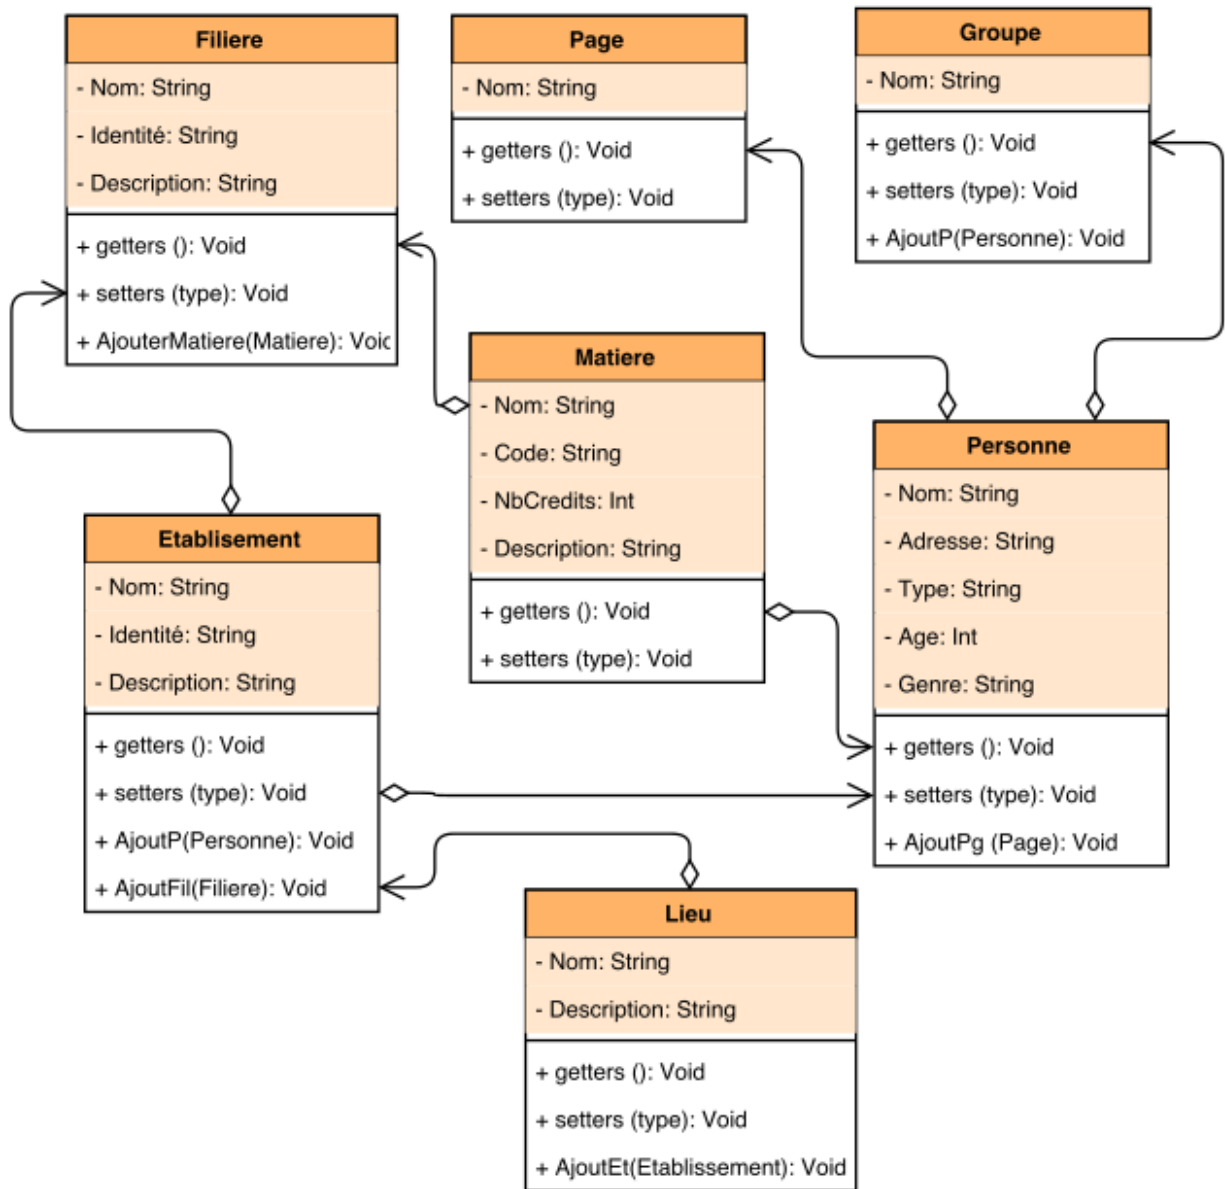 Filiere
- Nom: String
- Identité: String
- Description: String
+ getters (): Void
+ setters (type): Void
+ AjouterMatiere(Matiere): Void
Page
- Nom: String
+ getters (): Void
+ setters (type): Void
Groupe
- Nom: String
+ getters (): Void
+ setters (type): Void
+ AjoutP(Personne): Void
Matiere
- Nom: String
- Code: String
- NbCredits: Int
- Description: String
+ getters (): Void
+ setters (type): Void
Personne
- Nom: String
- Adresse: String
- Type: String
- Age: Int
- Genre: String
+ getters (): Void
+ setters (type): Void
+ AjoutPg (Page): Void
Etablisement
- Nom: String
- Identité: String
- Description: String
+ getters (): Void
+ setters (type): Void
+ AjoutP(Personne): Void
+ AjoutFil(Filiere): Void
Lieu
- Nom: String
- Description: String
+ getters (): Void
+ setters (type): Void
+ AjoutEt(Etablissement): Void